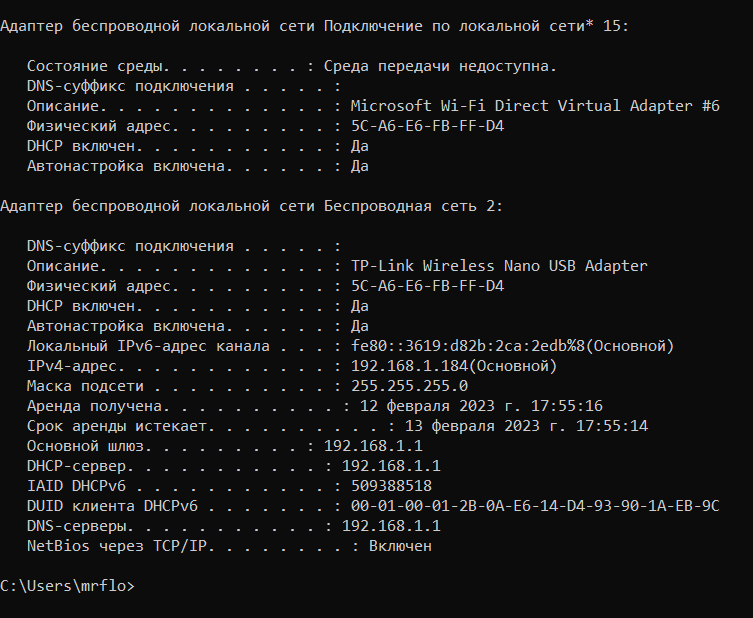 Адаптер беспроводной локальной сети Подключение по локальной сети* 15:
Состояние среды. . . . . . . . : Среда передачи недоступна.
DNS-суффикс подключения . . . . . :
Описание. . . . . . . . . . . . . : Microsoft Wi-Fi Direct Virtual Adapter #6
Физический адрес. . . . . . . . . : 5C-A6-E6-FB-FF-D4
DHCP включен. . . . . . . . . . . : Да
Автонастройка включена. . . . . . : Да
Адаптер беспроводной локальной сети Беспроводная сеть 2:
DNS-суффикс подключения . . . . . :
Описание. . . . . . . . . . . . . : TP-Link Wireless Nano USB Adapter
Физический адрес. . . . . . . . . : 5C-A6-E6-FB-FF-D4
DHCP включен. . . . . . . . . . . : Да
Автонастройка включена. . . . . . : Да
Локальный IPv6-адрес канала . . . : fe80::3619:d82b:2ca:2edb%8(Основной)
IPv4-адрес. . . . . . . . . . . . : 192.168.1.184(Основной)
Маска подсети . . . . . . . . . . : 255.255.255.0
Аренда получена. . . . . . . . . . : 12 февраля 2023 г. 17:55:16
Срок аренды истекает. . . . . . . . . . : 13 февраля 2023 г. 17:55:14
Основной шлюз. . . . . . . . . : 192.168.1.1
DHCP-сервер. . . . . . . . . . . : 192.168.1.1
IAID DHCPv6 . . . . . . . . . . . : 509388518
DUID клиента DHCPv6 . . . . . . . : 00-01-00-01-2B-0A-E6-14-D4-93-90-1A-EB-9C
DNS-серверы. . . . . . . . . . . : 192.168.1.1
NetBios через TCP/IP. . . . . . . . : Включен
C:\Users\mrflo>